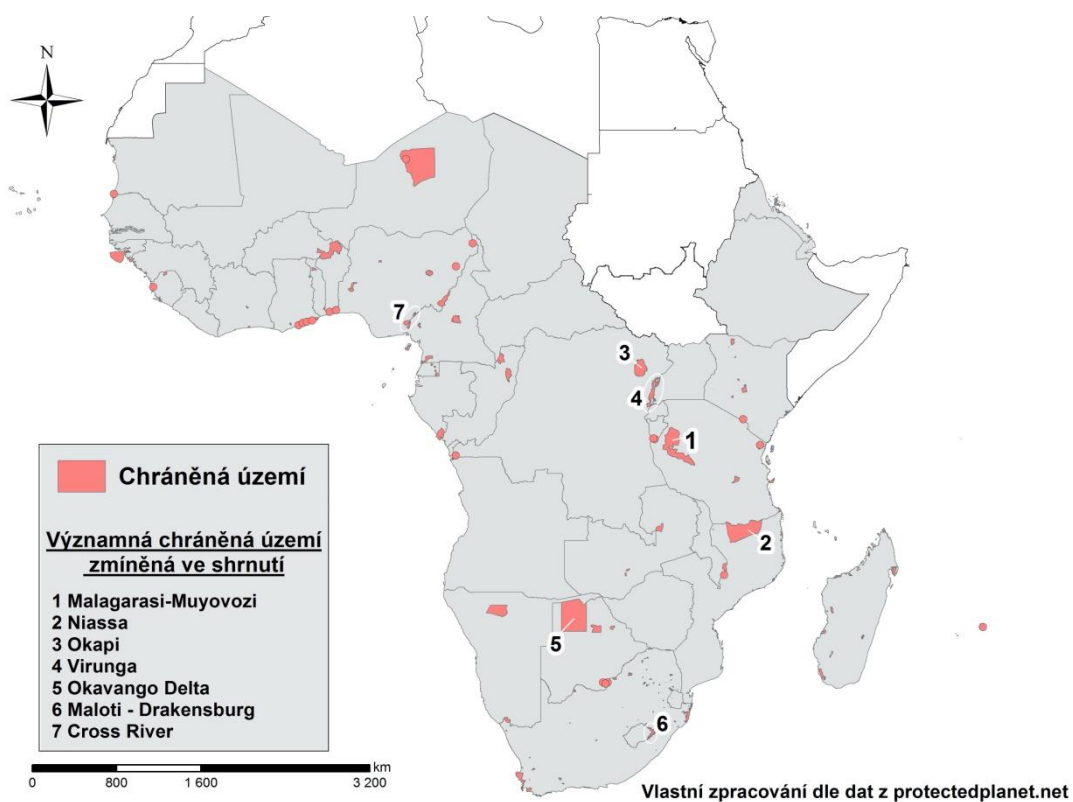 N
7
3
4
1
2
5
6
Chráněná území
Významná chráněná území
zmíněná ve shrnutí
1 Malagarasi-Muyovozi
2 Niassa
3 Okapi
4 Virunga
5 Okavango Delta
6 Maloti - Drakensburg
7 Cross River
km
0 800 1 600 3 200
Vlastní zpracování dle dat z protectedplanet.net